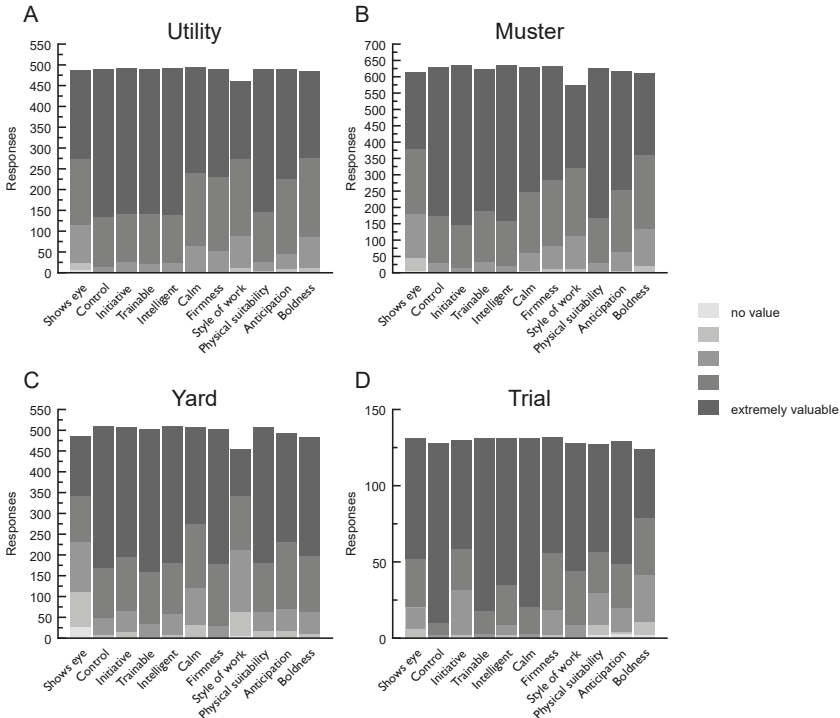 A
Utility
Responses
550
500
450
400
350
300
250
200
150
100
50
0
Shows eye
Control
Initiative
Trainable
Intelligent
Calm
Firmness
Style of work
Physical suitability
Anticipation
Boldness
B
Muster
Responses
700
650
600
550
500
450
400
350
300
250
200
150
100
50
0
Shows eye
Control
Initiative
Trainable
Intelligent
Calm
Firmness
Style of work
Physical suitability
Anticipation
Boldness
no value
extremely valuable
C
Yard
Responses
550
500
450
400
350
300
250
200
150
100
50
0
Shows eye
Control
Initiative
Trainable
Intelligent
Calm
Firmness
Style of work
Physical suitability
Anticipation
Boldness
D
Trial
Responses
150
100
50
0
Shows eye
Control
Initiative
Trainable
Intelligent
Calm
Firmness
Style of work
Physical suitability
Anticipation
Boldness